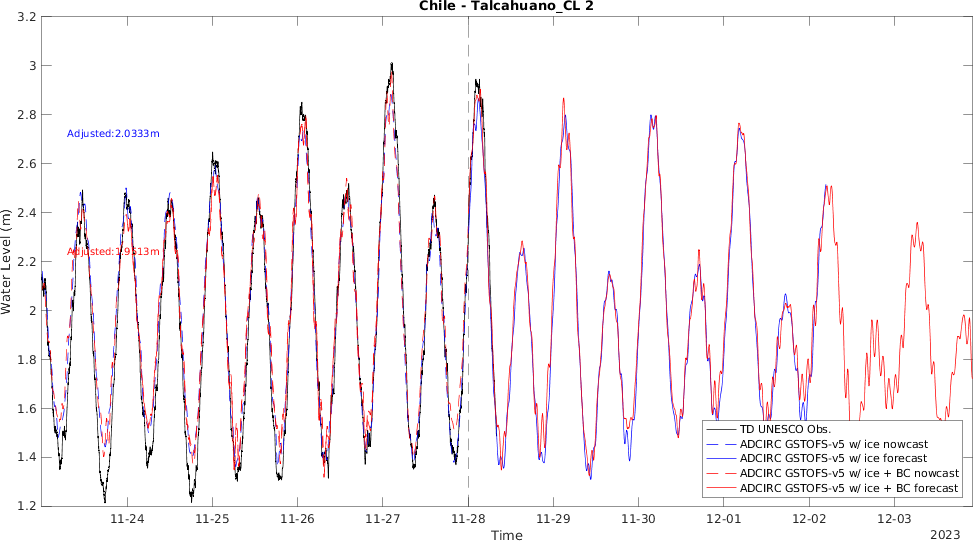 Chile - Talcahuano_CL 2
3.2
3
2.8
2.6
2.4
2.2
2
1.8
1.6
1.4
1.2
Water Level (m)
Adjusted:2.0333m
Adjusted:1.9513m
TD UNESCO Obs.
ADCIRC GSTOFS-v5 w/ ice nowcast
ADCIRC GSTOFS-v5 w/ ice forecast
ADCIRC GSTOFS-v5 w/ ice + BC nowcast
ADCIRC GSTOFS-v5 w/ ice + BC forecast
11-24 11-25 11-26 11-27 11-28 11-29 11-30 12-01 12-02 12-03
Time
2023